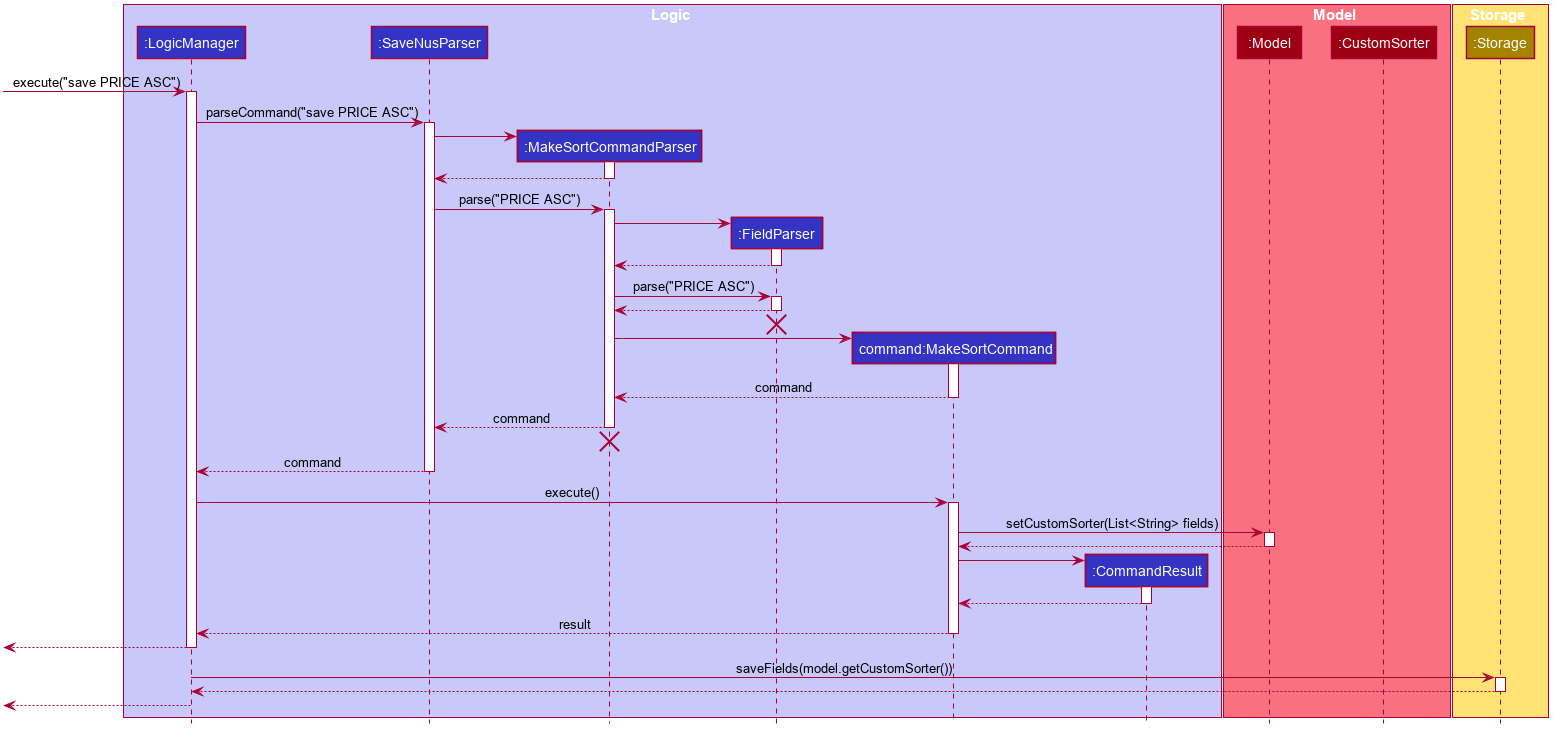 Logic
Model
Storage
:LogicManager
:SaveNusParser
:Model
:CustomSorter
:Storage
execute("save PRICE ASC")
parseCommand("save PRICE ASC")
:MakeSortCommandParser
parse("PRICE ASC")
:FieldParser
parse("PRICE ASC")
command:MakeSortCommand
command
command
command
execute()
setCustomSorter(List<String> fields)
:CommandResult
result
saveFields(model.getCustomSorter())